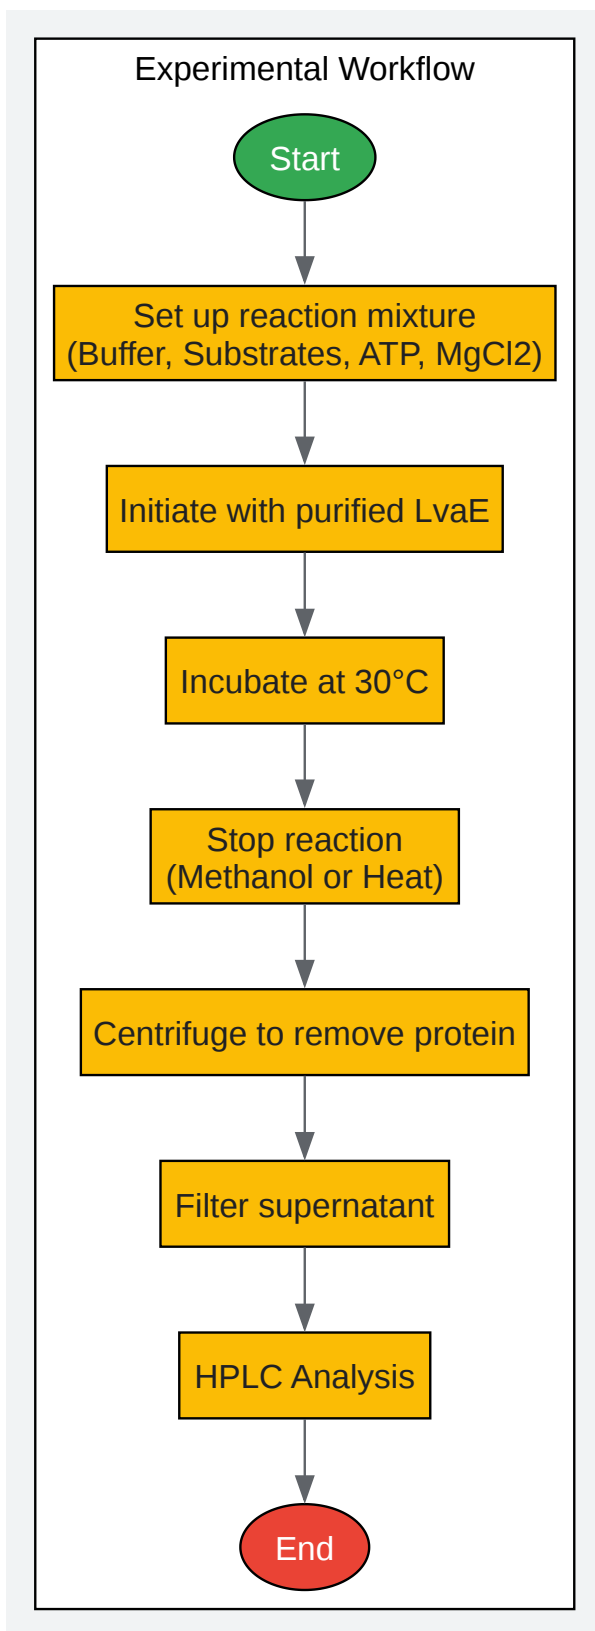 Experimental Workflow
Start
Set up reaction mixture
(Buffer, Substrates, ATP, MgCl2)
Initiate with purified LvaE
Incubate at 30°C
Stop reaction
(Methanol or Heat)
Centrifuge to remove protein
Filter supernatant
HPLC Analysis
End